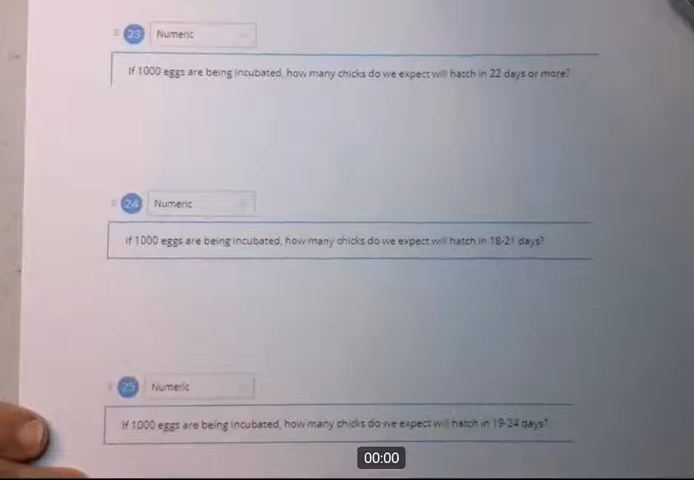 23 Numeric
If 1000 eggs are being incubated, how many chicks do we expect will hatch in 22 days or more?
24 Numeric
If 1000 eggs are being incubated, how many chicks do we expect will hatch in 18-21 days?
25 Numeric
If 1000 eggs are being incubated, how many chicks do we expect will hatch in 19-24 days?
00:00